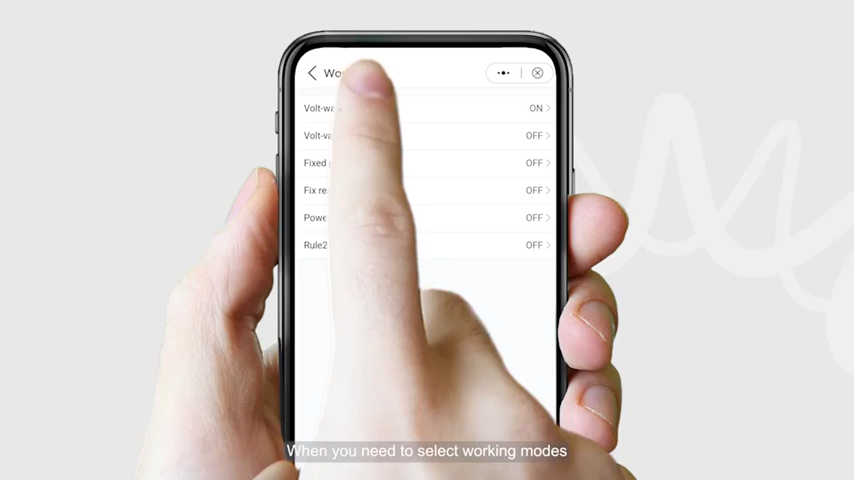 Volt-wa ON
Volt-va OFF
Fixed OFF
Fix re OFF
Powe OFF
Rule2 OFF
When you need to select working modes